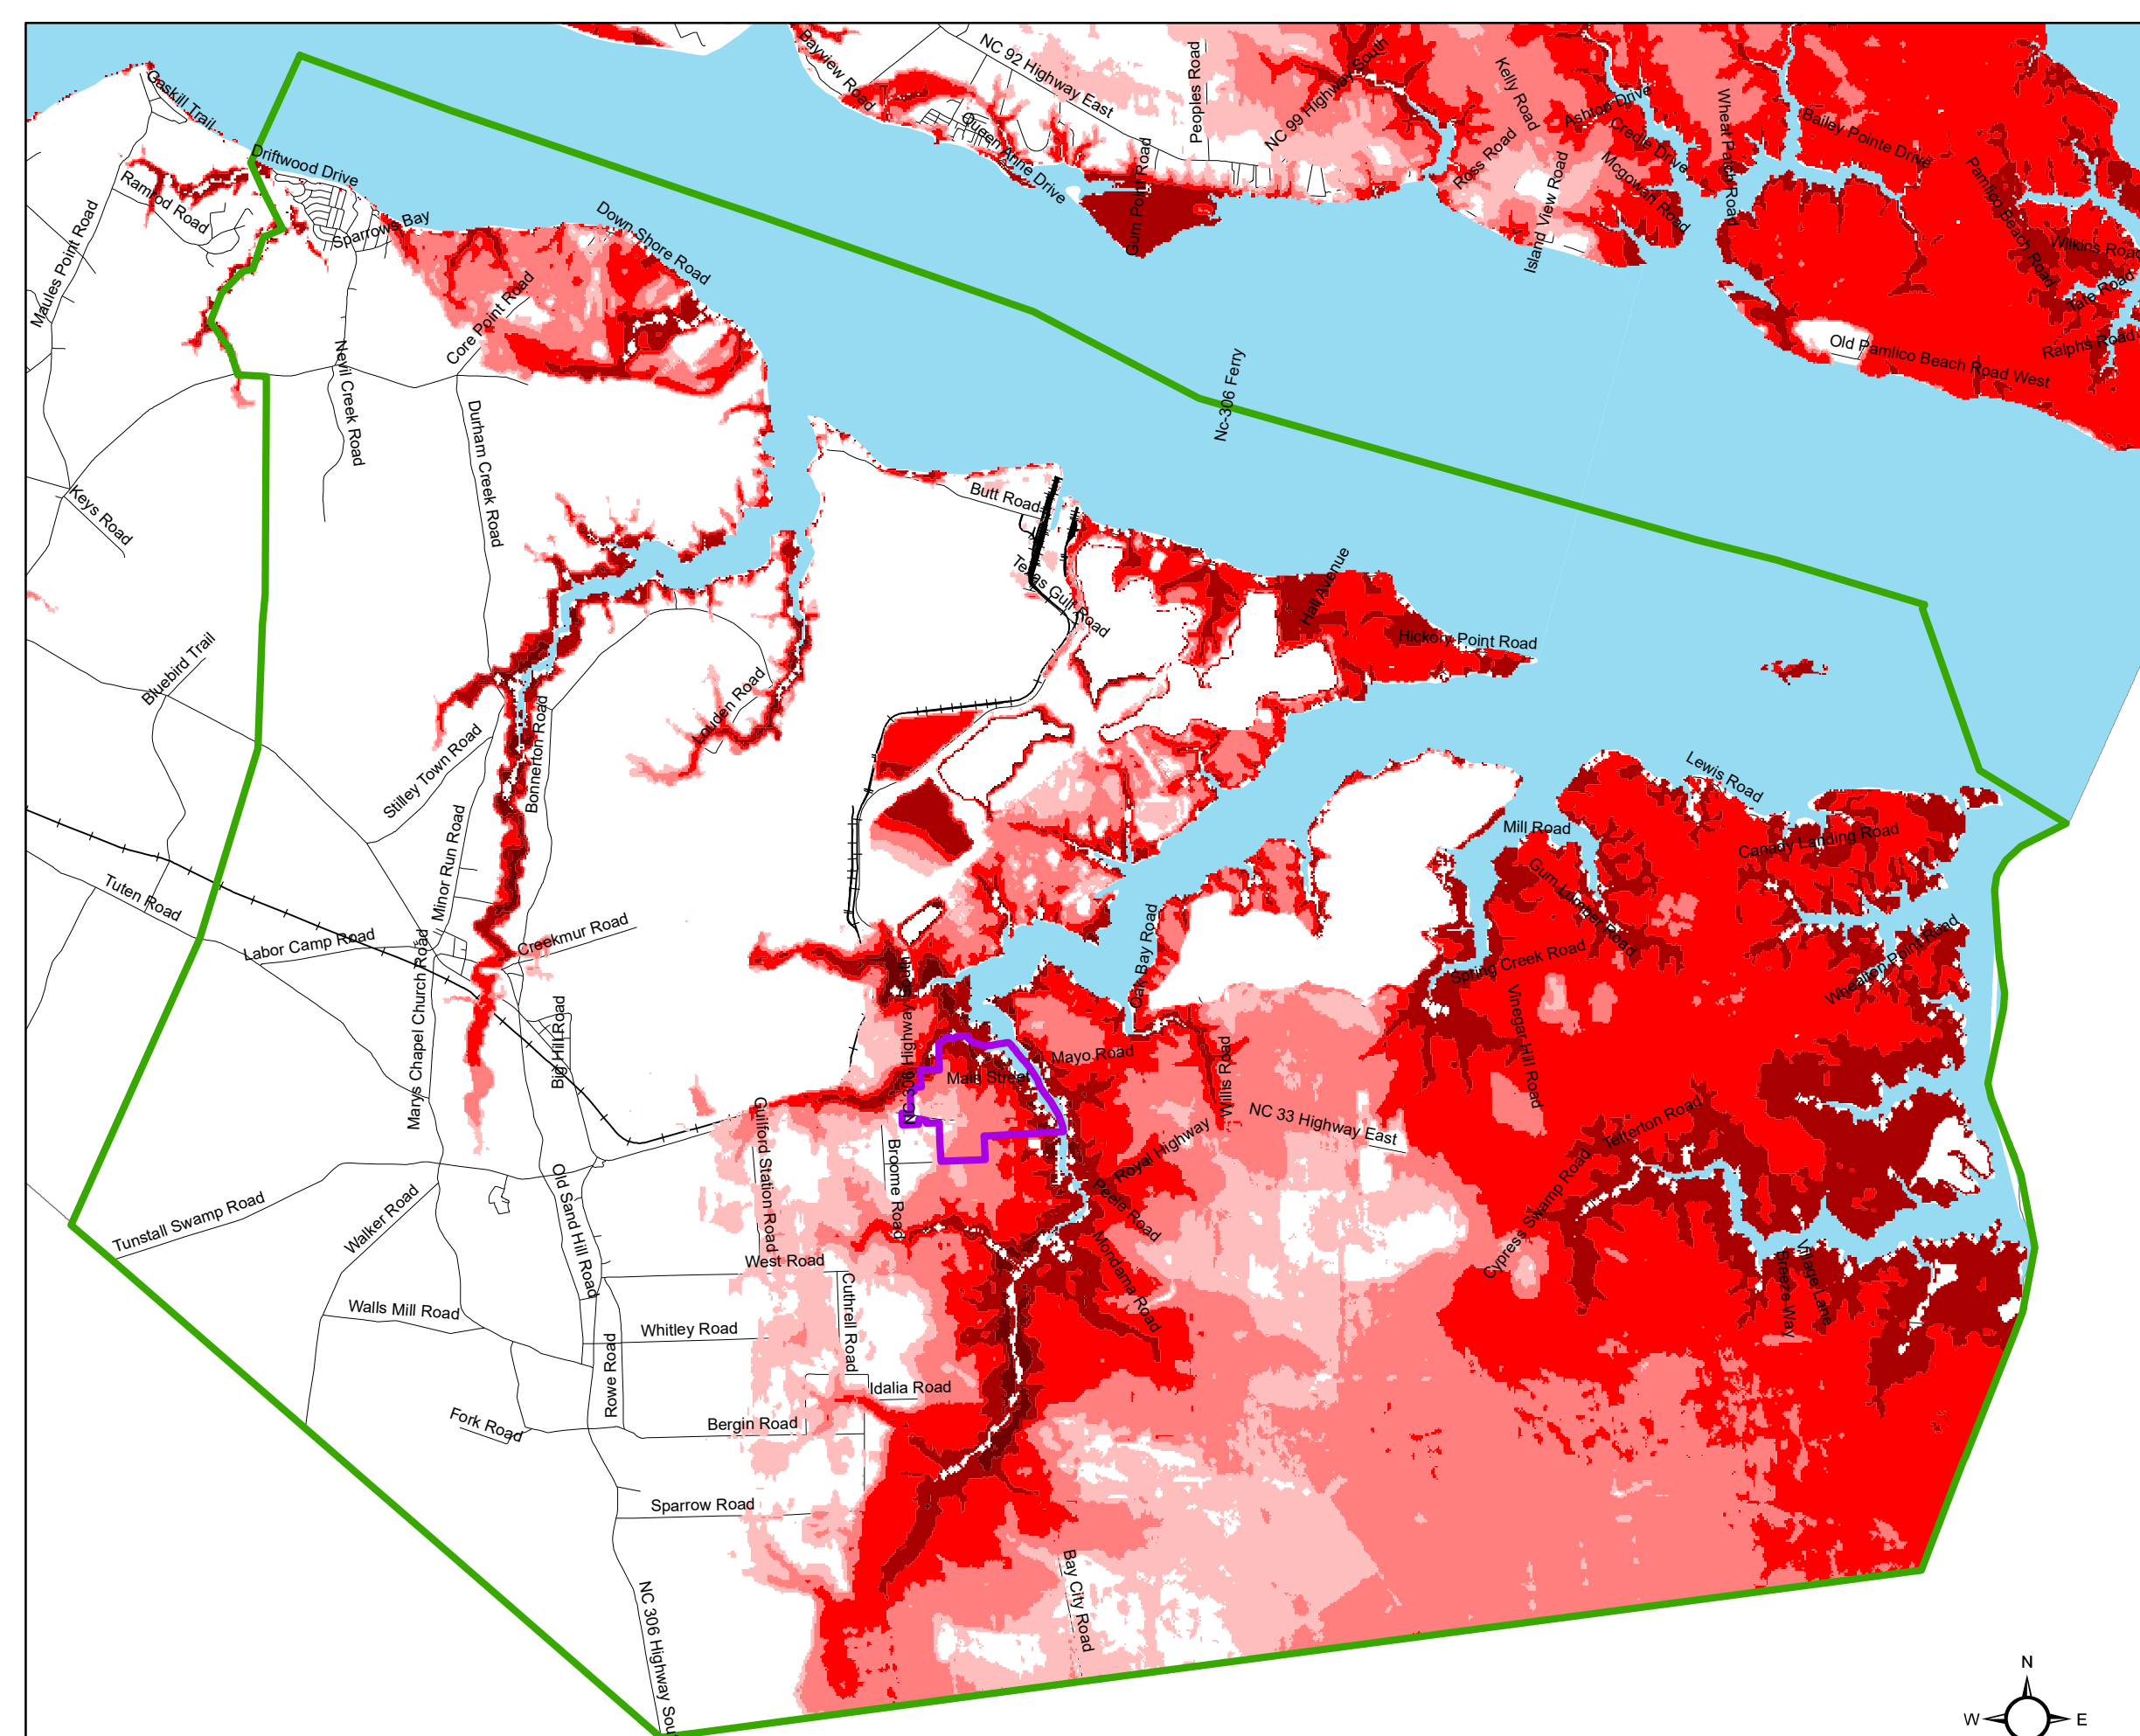 Bayview Road
NC 92 Highway East
Peoples Road
NC 99 Highway South
Kelly Road
Ashton Drive
Credle Drive
Wheat Patch Road
Bailey Pointe Drive
Gaskill Trail
Queen Anne Drive
Gum Point Road
Ross Road
Mcgowan Road
Island View Road
Pamlico Beach Road
Driftwood Drive
Ramrod Road
Sparrows Bay
Down Shore Road
Wilkins Road
Tate Road
Maules Point Road
Core Point Road
Nevil Creek Road
Nc-306 Ferry
Old Pamlico Beach Road West
Ralphs Road
Durham Creek Road
Keys Road
Butt Road
Texas Gulf Road
Hall Avenue
Hickory Point Road
Bluebird Trail
Louden Road
Bonnerton Road
Stilley Town Road
Lewis Road
Mill Road
Canady Landing Road
Minor Run Road
Gum Lumber Road
Tuten Road
Labor Camp Road
Creekmur Road
Oak Bay Road
Spring Creek Road
Whealton Point Road
Marys Chapel Church Road
Big Hill Road
NC 306 Highway South
Mayo Road
Main Street
Vinegar Hill Road
Willis Road
NC 33 Highway East
Tetterton Road
Guilford Station Road
Broome Road
Royal Highway
Peele Road
Cypress Swamp Road
Tunstall Swamp Road
Walker Road
Old Sand Hill Road
West Road
Mondama Road
Village Lane
Breeze Way
Walls Mill Road
Whitley Road
Cuthrell Road
Rowe Road
Idalia Road
Fork Road
Bergin Road
Sparrow Road
Bay City Road
NC 306 Highway Sou
N
W
E